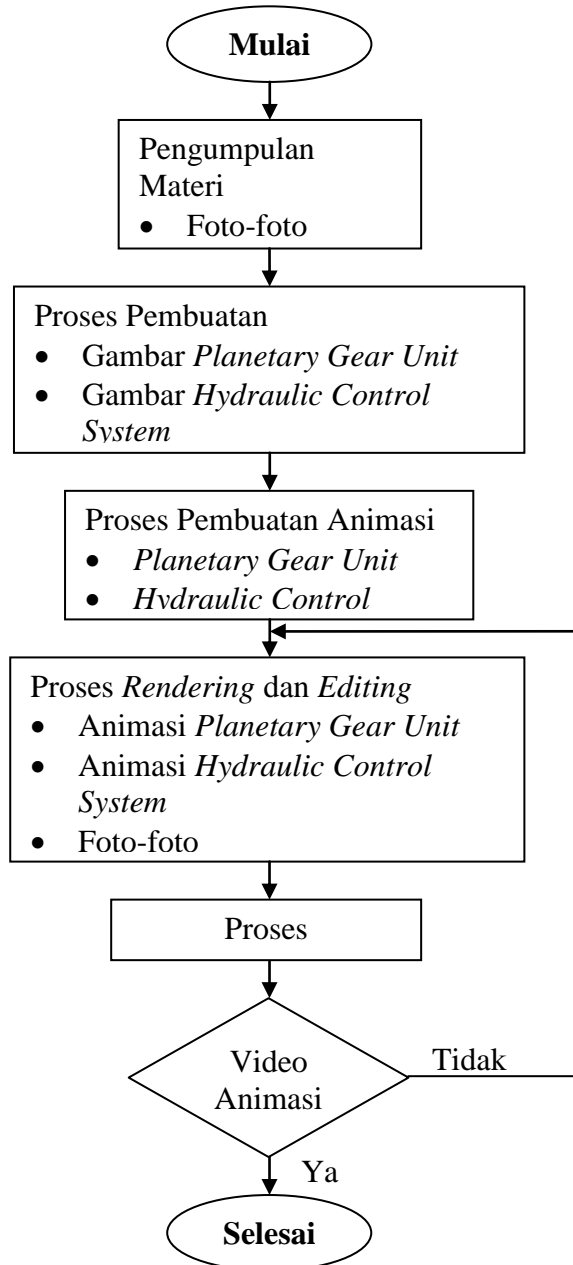 Mulai
Pengumpulan
Materi
• Foto-foto
Proses Pembuatan
• Gambar Planetary Gear Unit
• Gambar Hydraulic Control
System
Proses Pembuatan Animasi
• Planetary Gear Unit
• Hydraulic Control
Proses Rendering dan Editing
• Animasi Planetary Gear Unit
• Animasi Hydraulic Control
System
• Foto-foto
Proses
Video
Animasi
Tidak
Ya
Selesai